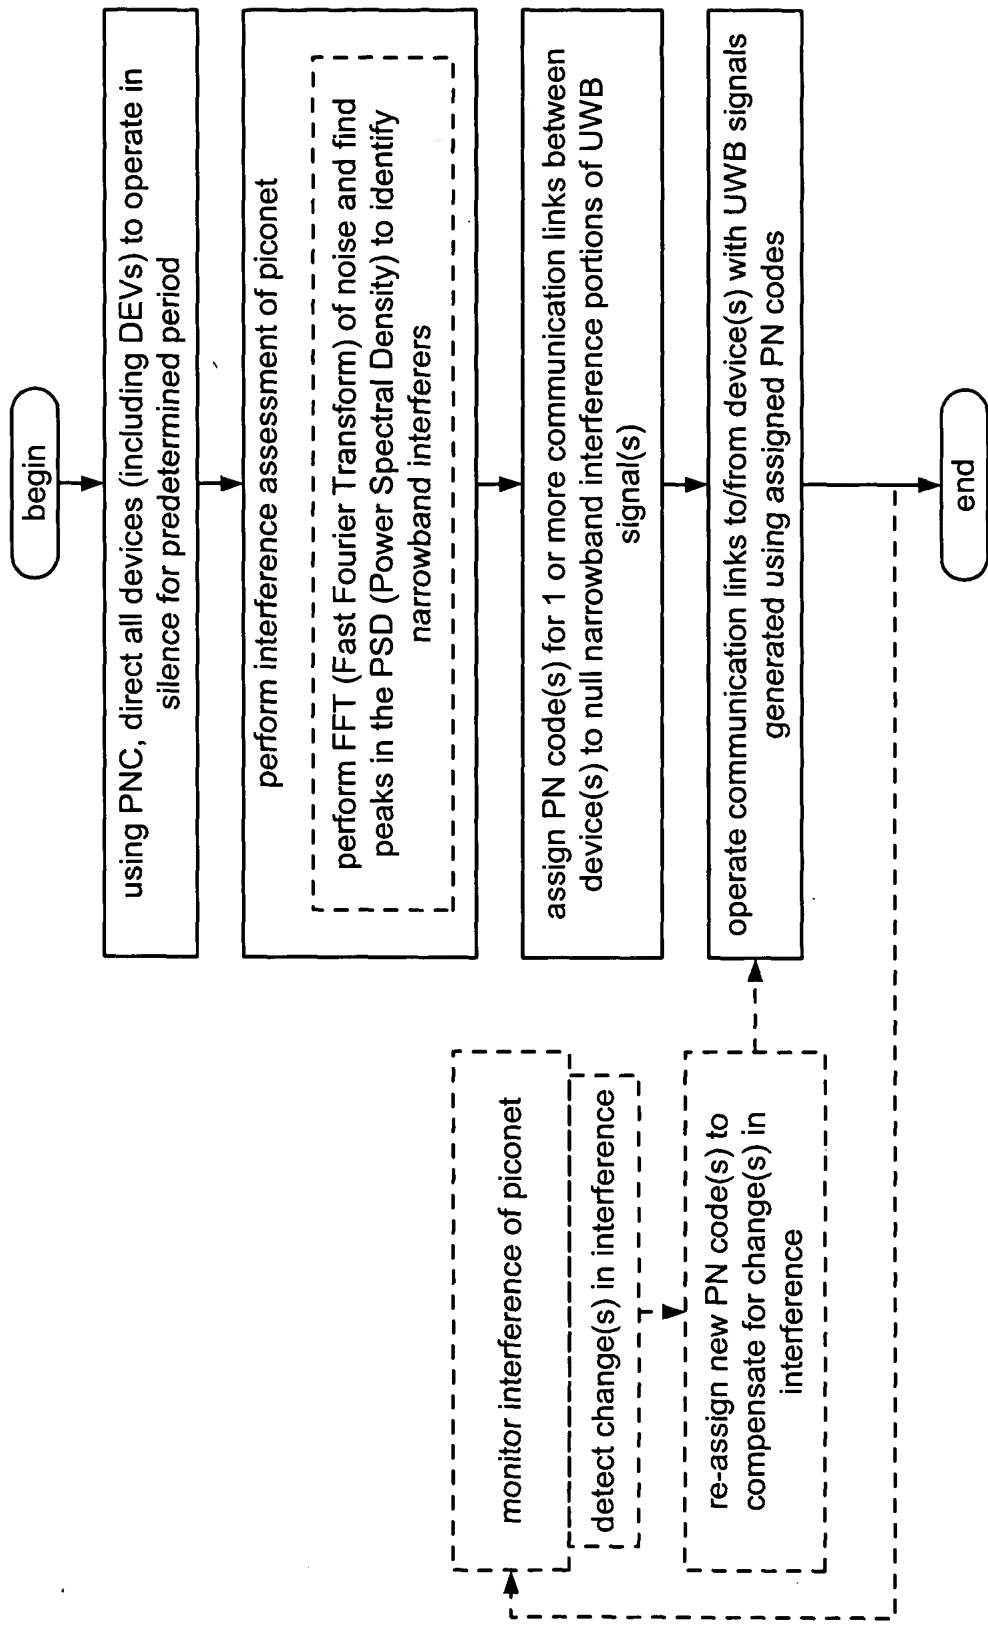 begin
using PNC, direct all devices (including DEVs) to operate in
silence for predetermined period
perform interference assessment of piconet
perform FFT (Fast Fourier Transform) of noise and find
peaks in the PSD (Power Spectral Density) to identify
narrowband interferers
assign PN code(s) for 1 or more communication links between
device(s) to null narrowband interference portions of UWB
signal(s)
operate communication links to/from device(s) with UWB signals
generated using assigned PN codes
end
monitor interference of piconet
detect change(s) in interference
re-assign new PN code(s) to
compensate for change(s) in
interference